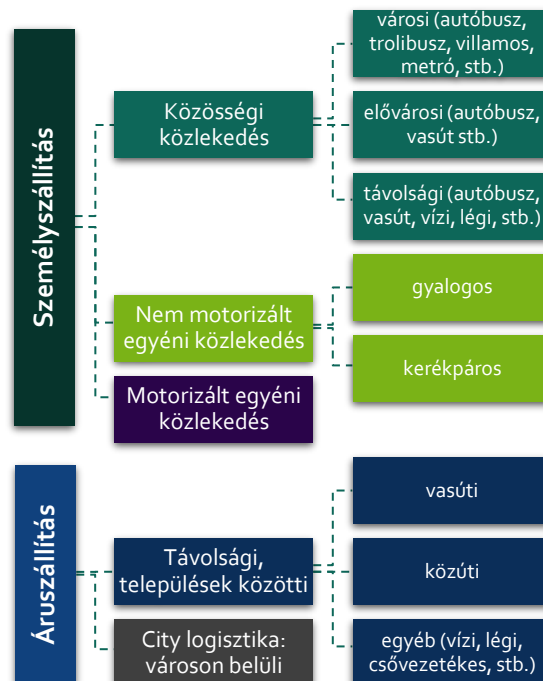 Személyszállítás
Közösségi
közlekedés
városi (autóbusz,
trolibusz, villamos,
metró, stb.)
elővárosi (autóbusz,
vasút stb.)
távolsági (autóbusz,
vasút, vízi, légi, stb.)
Nem motorizált
egyéni közlekedés
gyalogos
kerékpáros
Motorizált egyéni
közlekedés
Áruszállítás
Távolsági,
települések közötti
vasúti
közúti
egyéb (vízi, légi,
csővezetékes, stb.)
City logisztika:
városon belüli